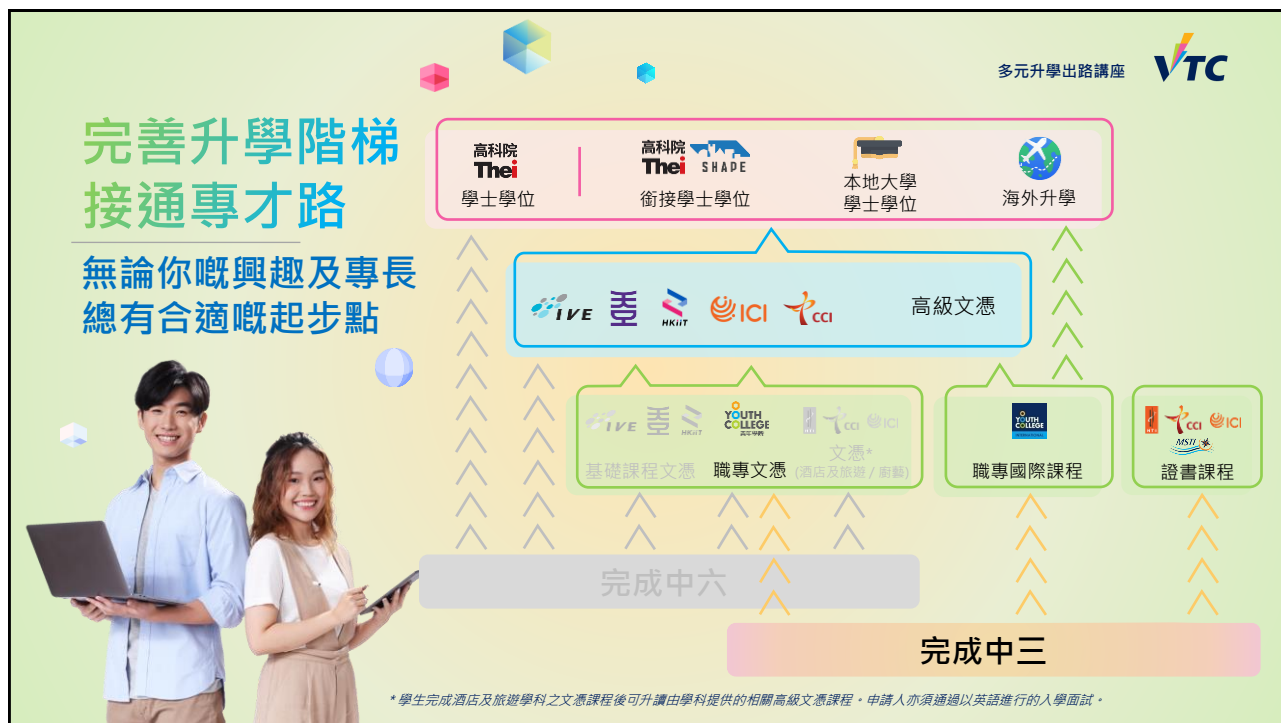 多元升學出路講座
VTC
完善升學階梯
接通專才路
無論你嘅興趣及專長
總有合適嘅起步點
高科院
Thei
學士學位
高科院
Thei SHAPE
銜接學士學位
本地大學
學士學位
海外升學
IVE HKiiT ICI CCI
高級文憑
IVE HKIIT
基礎課程文憑
YOUTH
COLLEGE
青年學院
職專文憑
HTI CCI ICI
文憑*
(酒店及旅遊 / 廚藝)
YOUTH
COLLEGE
INTERNATIONAL
職專國際課程
CCI ICI
MSTI
證書課程
完成中六
完成中三
* 學生完成酒店及旅遊學科之文憑課程後可升讀由學科提供的相關高級文憑課程。申請人亦須通過以英語進行的入學面試。